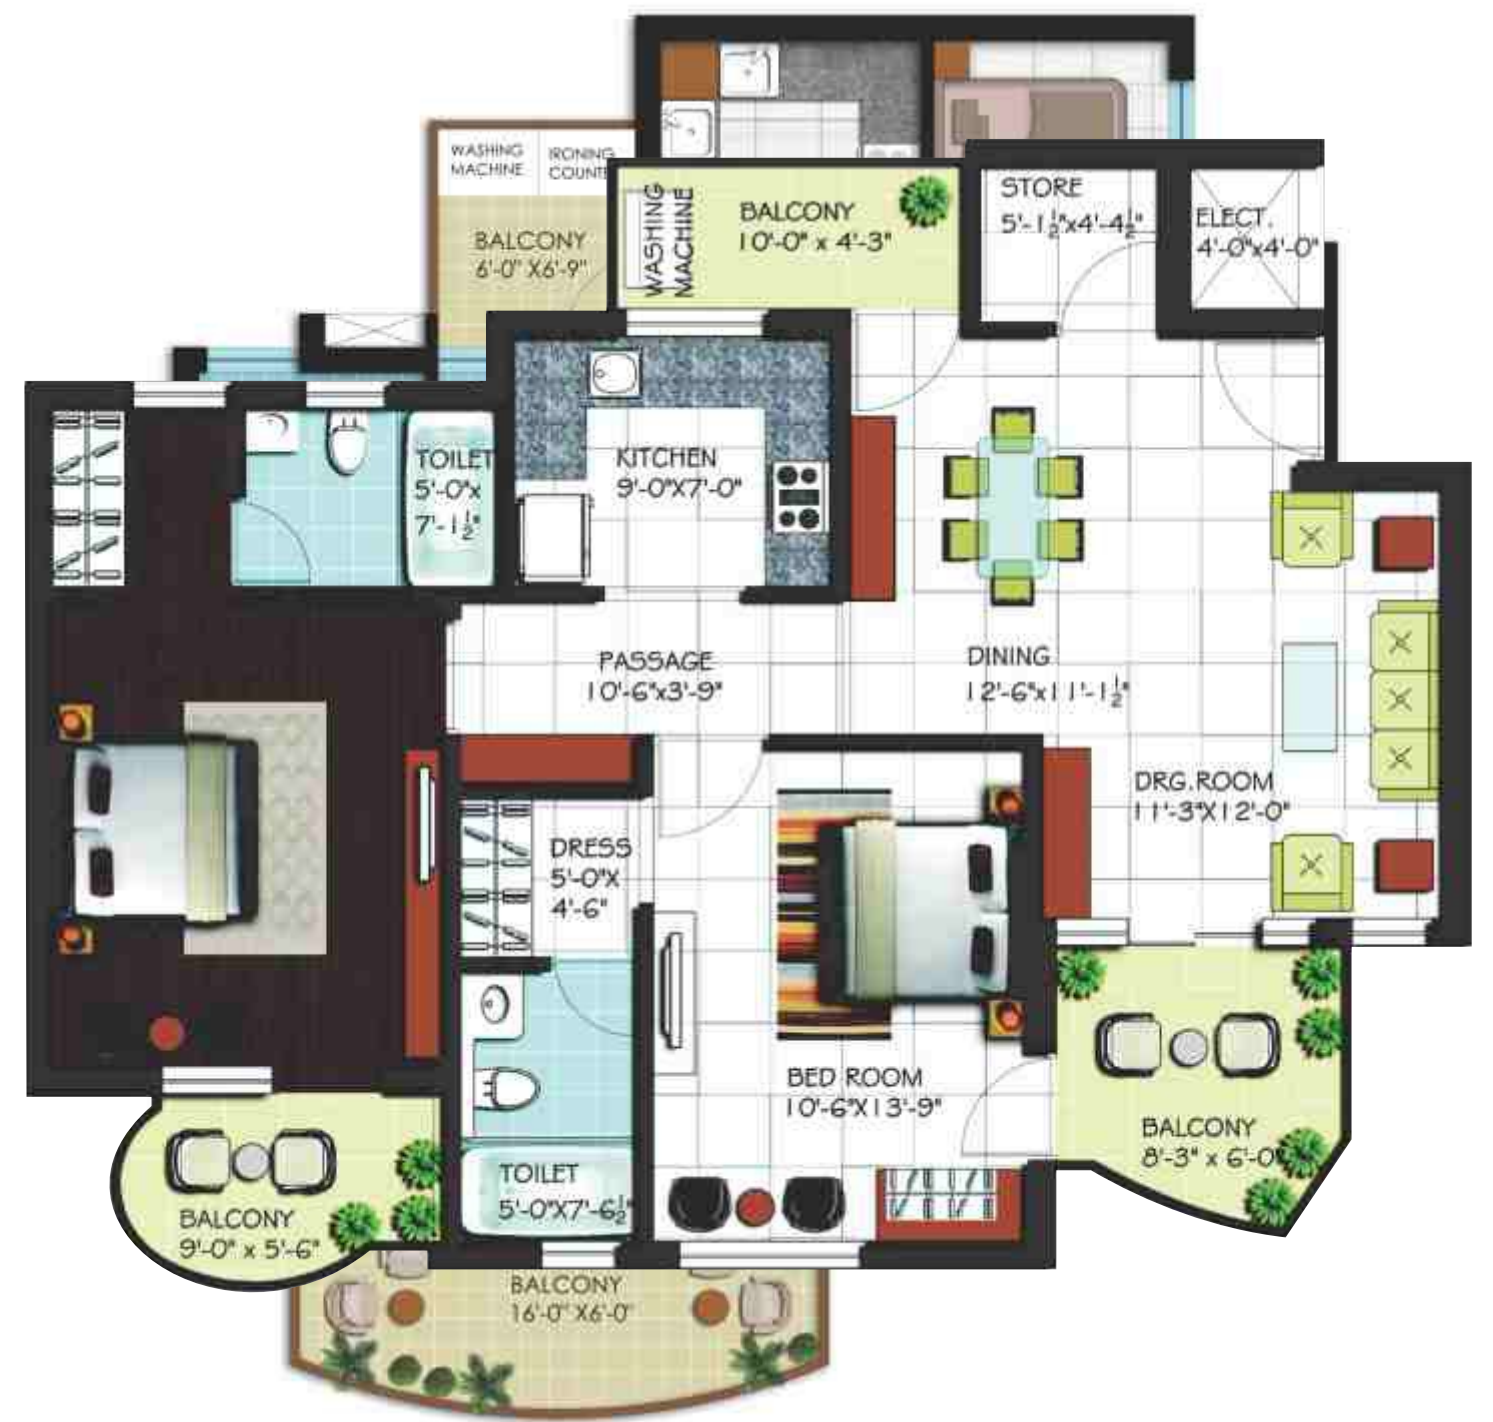 WASHING
MACHINE
IRONING
COUNTE
BALCONY
6'-0" X6'-9"
WASHING
MACHINE
BALCONY
10'-0" x 4'-3"
STORE
5'-1½"x4'-4½"
ELECT.
4'-0"x4'-0"
TOILET
5'-0"x
7'-1½"
KITCHEN
9'-0"X7'-0"
PASSAGE
10'-6"x3'-9"
DINING
12'-6"x11'-1½"
DRG.ROOM
11'-3"X12'-0"
DRESS
5'-0"X
4'-6"
BED ROOM
10'-6"X13'-9"
BALCONY
8'-3" x 6'-0
TOILET
5'-0"X7'-6½"
BALCONY
9'-0" x 5'-6"
BALCONY
16'-0" X6'-0"